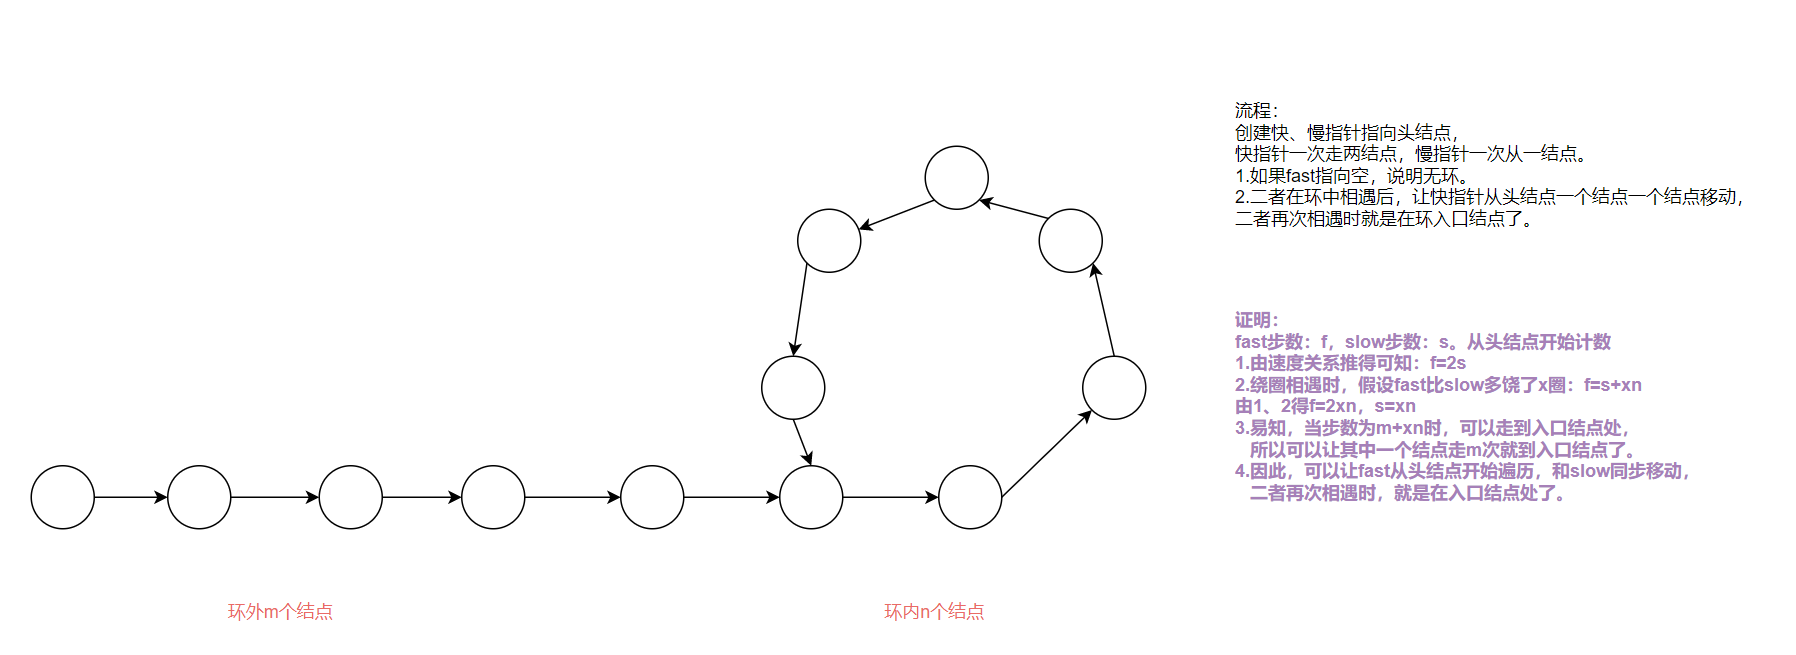 流程：
创建快、慢指针指向头结点，
快指针一次走两结点，慢指针一次从一结点。
1.如果fast指向空，说明无环。
2.二者在环中相遇后，让快指针从头结点一个结点一个结点移动，
二者再次相遇时就是在环入口结点了。
证明：
fast步数：f，slow步数：s。从头结点开始计数
1.由速度关系推得可知：f=2s
2.绕圈相遇时，假设fast比slow多饶了x圈：f=s+xn
由1、2得f=2xn，s=xn
3.易知，当步数为m+xn时，可以走到入口结点处，
所以可以让其中一个结点走m次就到入口结点了。
4.因此，可以让fast从头结点开始遍历，和slow同步移动，
二者再次相遇时，就是在入口结点处了。
环外m个结点
环内n个结点